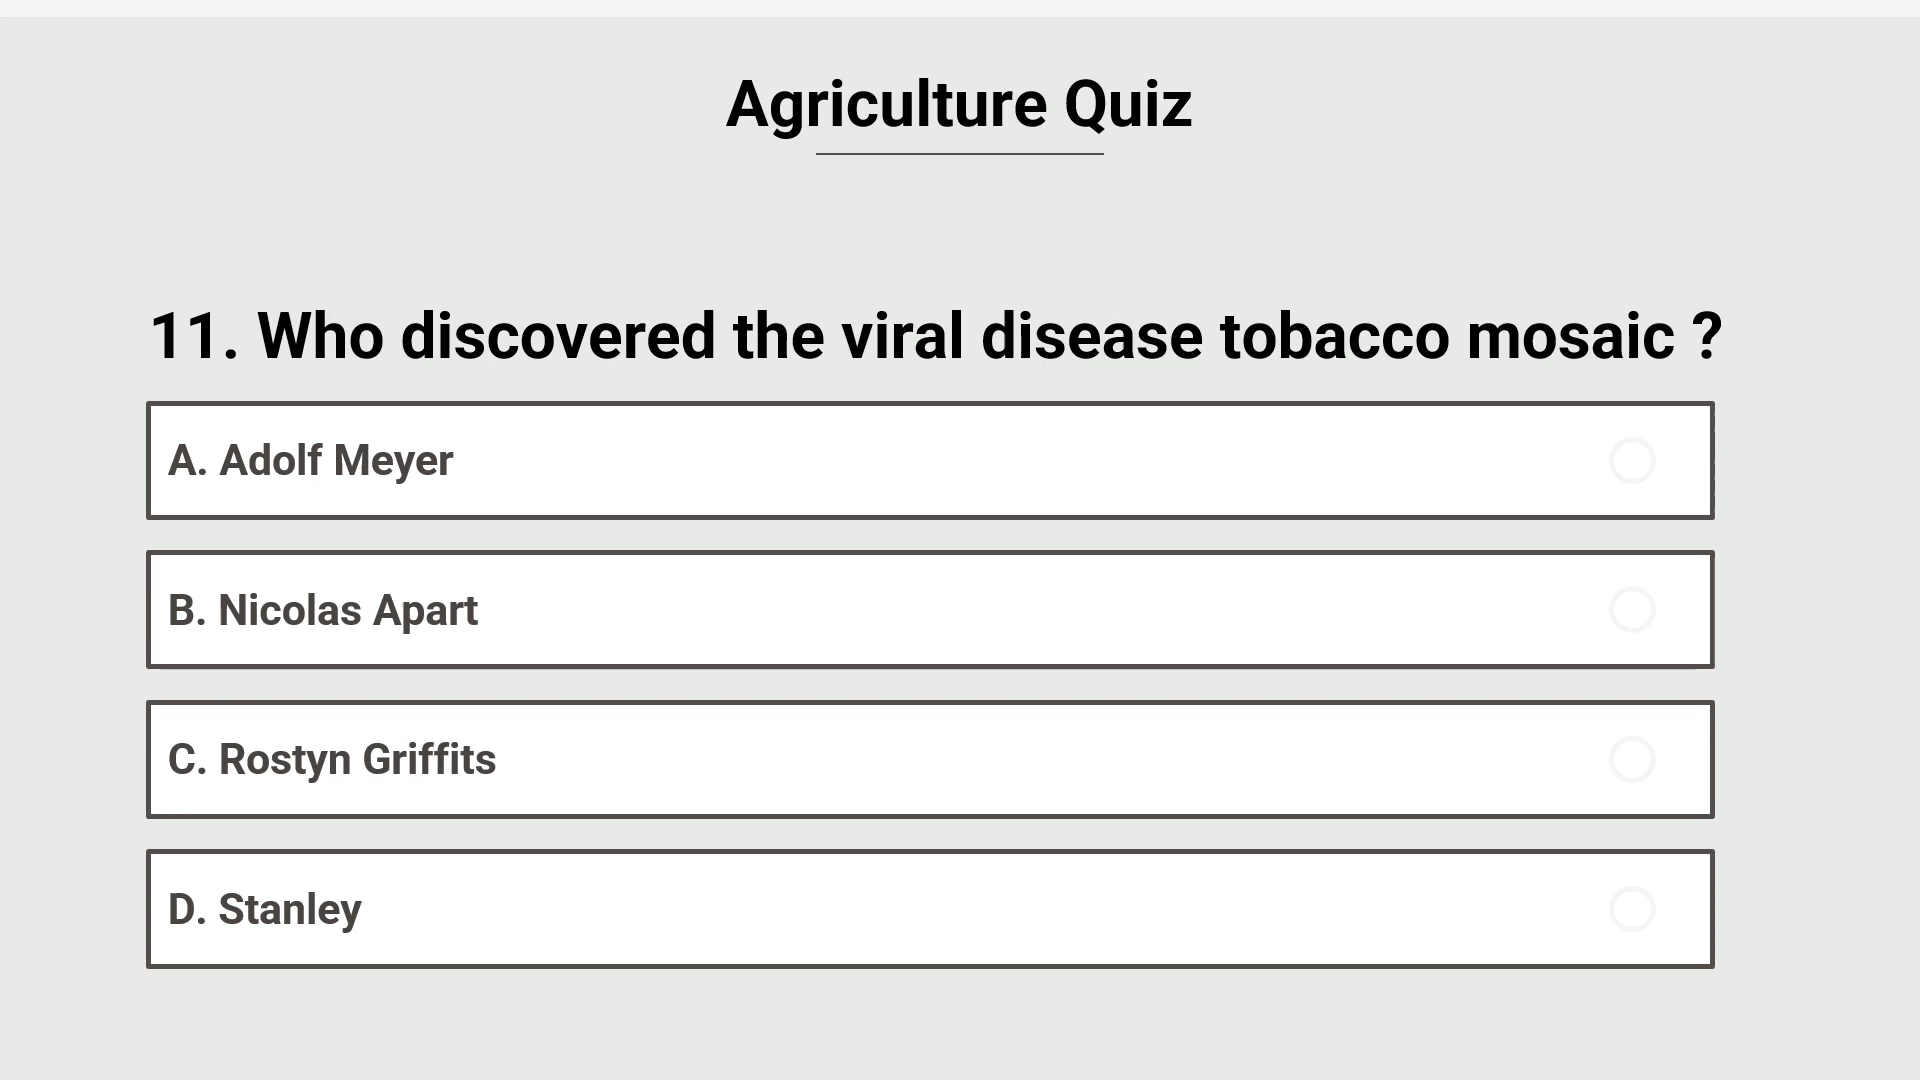 Agriculture Quiz
11. Who discovered the viral disease tobacco mosaic ?
A. Adolf Meyer
B. Nicolas Apart
C. Rostyn Griffits
D. Stanley